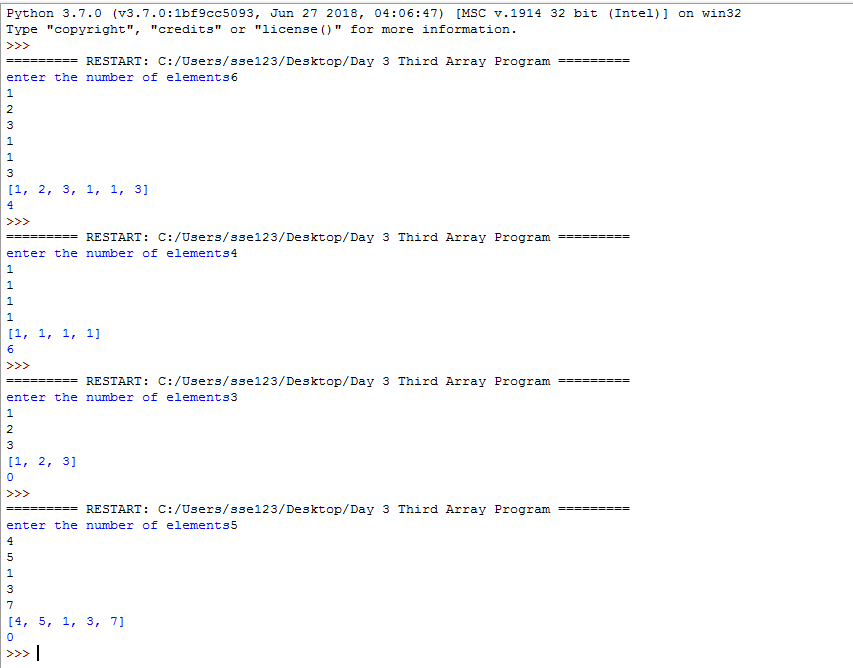 Python 3.7.0 (v3.7.0:1bf9cc5093, Jun 27 2018, 04:06:47) [MSC v.1914 32 bit (Intel)] on win32
Type "copyright", "credits" or "license()" for more information.
>>>
========= RESTART: C:/Users/sse123/Desktop/Day 3 Third Array Program =========
enter the number of elements6
1
2
3
1
1
3
[1, 2, 3, 1, 1, 3]
4
>>>
========= RESTART: C:/Users/sse123/Desktop/Day 3 Third Array Program =========
enter the number of elements4
1
1
1
1
[1, 1, 1, 1]
6
>>>
========= RESTART: C:/Users/sse123/Desktop/Day 3 Third Array Program =========
enter the number of elements3
1
2
3
[1, 2, 3]
0
>>>
========= RESTART: C:/Users/sse123/Desktop/Day 3 Third Array Program =========
enter the number of elements5
4
5
1
3
7
[4, 5, 1, 3, 7]
0
>>>